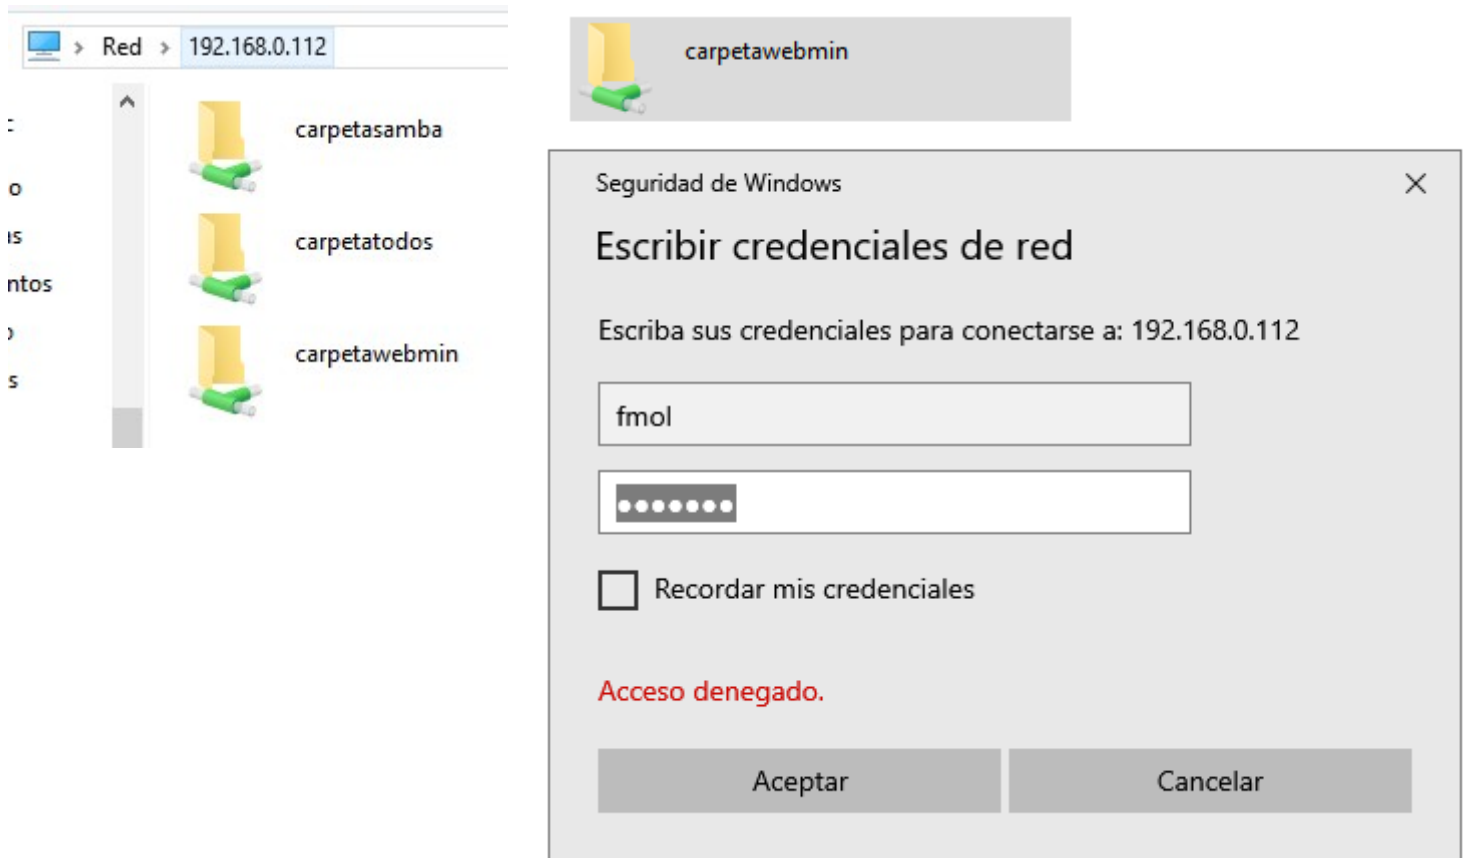 Red > 192.168.0.112
carpetasamba
carpetatodos
ntos
carpetawebmin
carpetawebmin
Seguridad de Windows
Escribir credenciales de red
Escriba sus credenciales para conectarse a: 192.168.0.112
fmol
Recordar mis credenciales
Acceso denegado.
Aceptar
Cancelar